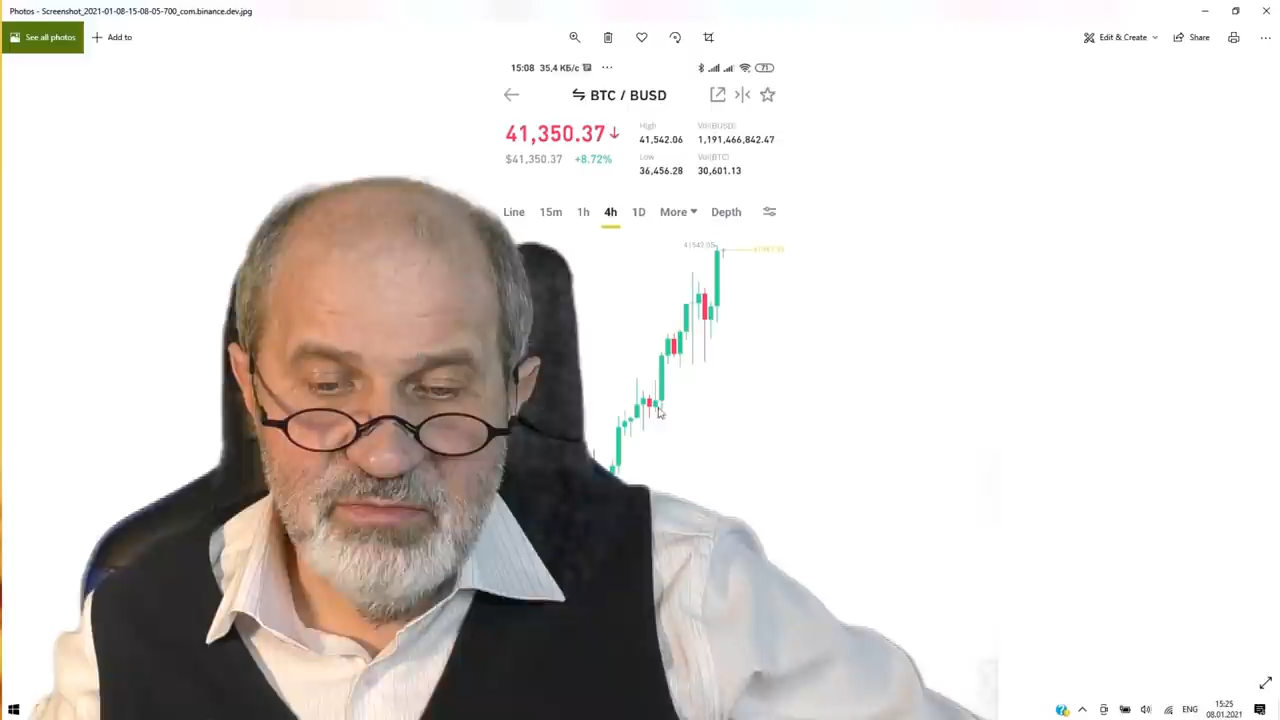 Photos - Screenshot_2021-01-08-15-08-05-700_com.binance.dev.jpg
See all photos
Add to
Edit & Create
Share
15:08 35,4 КБ/с ...
71
BTC / BUSD
41,350.37
High
41,542.06
Vol(BUSD)
1,191,466,842.47
$41,350.37 +8.72%
Low
36,456.28
Vol(BTC)
30,601.13
Line 15m 1h 4h 1D More Depth
ENG
15:25
08.01.2021